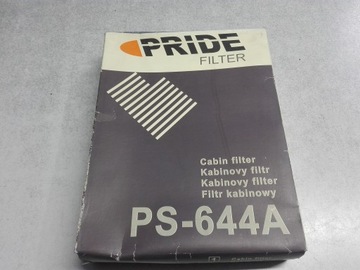 PRIDE
FILTER
Cabin filter
Kabinovy filtr
Kabinovy filter
Filtr kabinowy
PS-644A